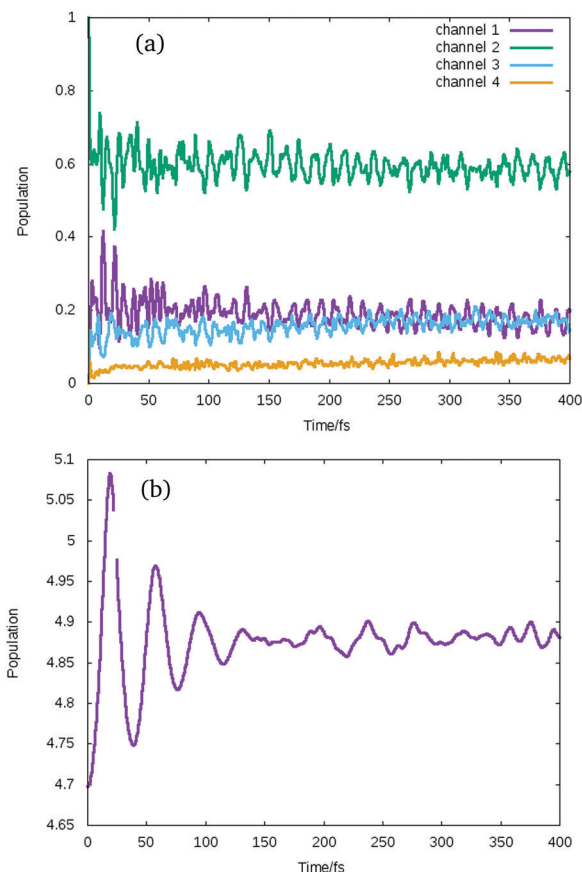 (a)
channel 1
channel 2
channel 3
channel 4
1
0.8
0.6
0.4
0.2
0
Population
0 50 100 150 200 250 300 350 400
Time/fs
(b)
5.1
5.05
5
4.95
4.9
4.85
4.8
4.75
4.7
4.65
Population
0 50 100 150 200 250 300 350 400
Time/fs